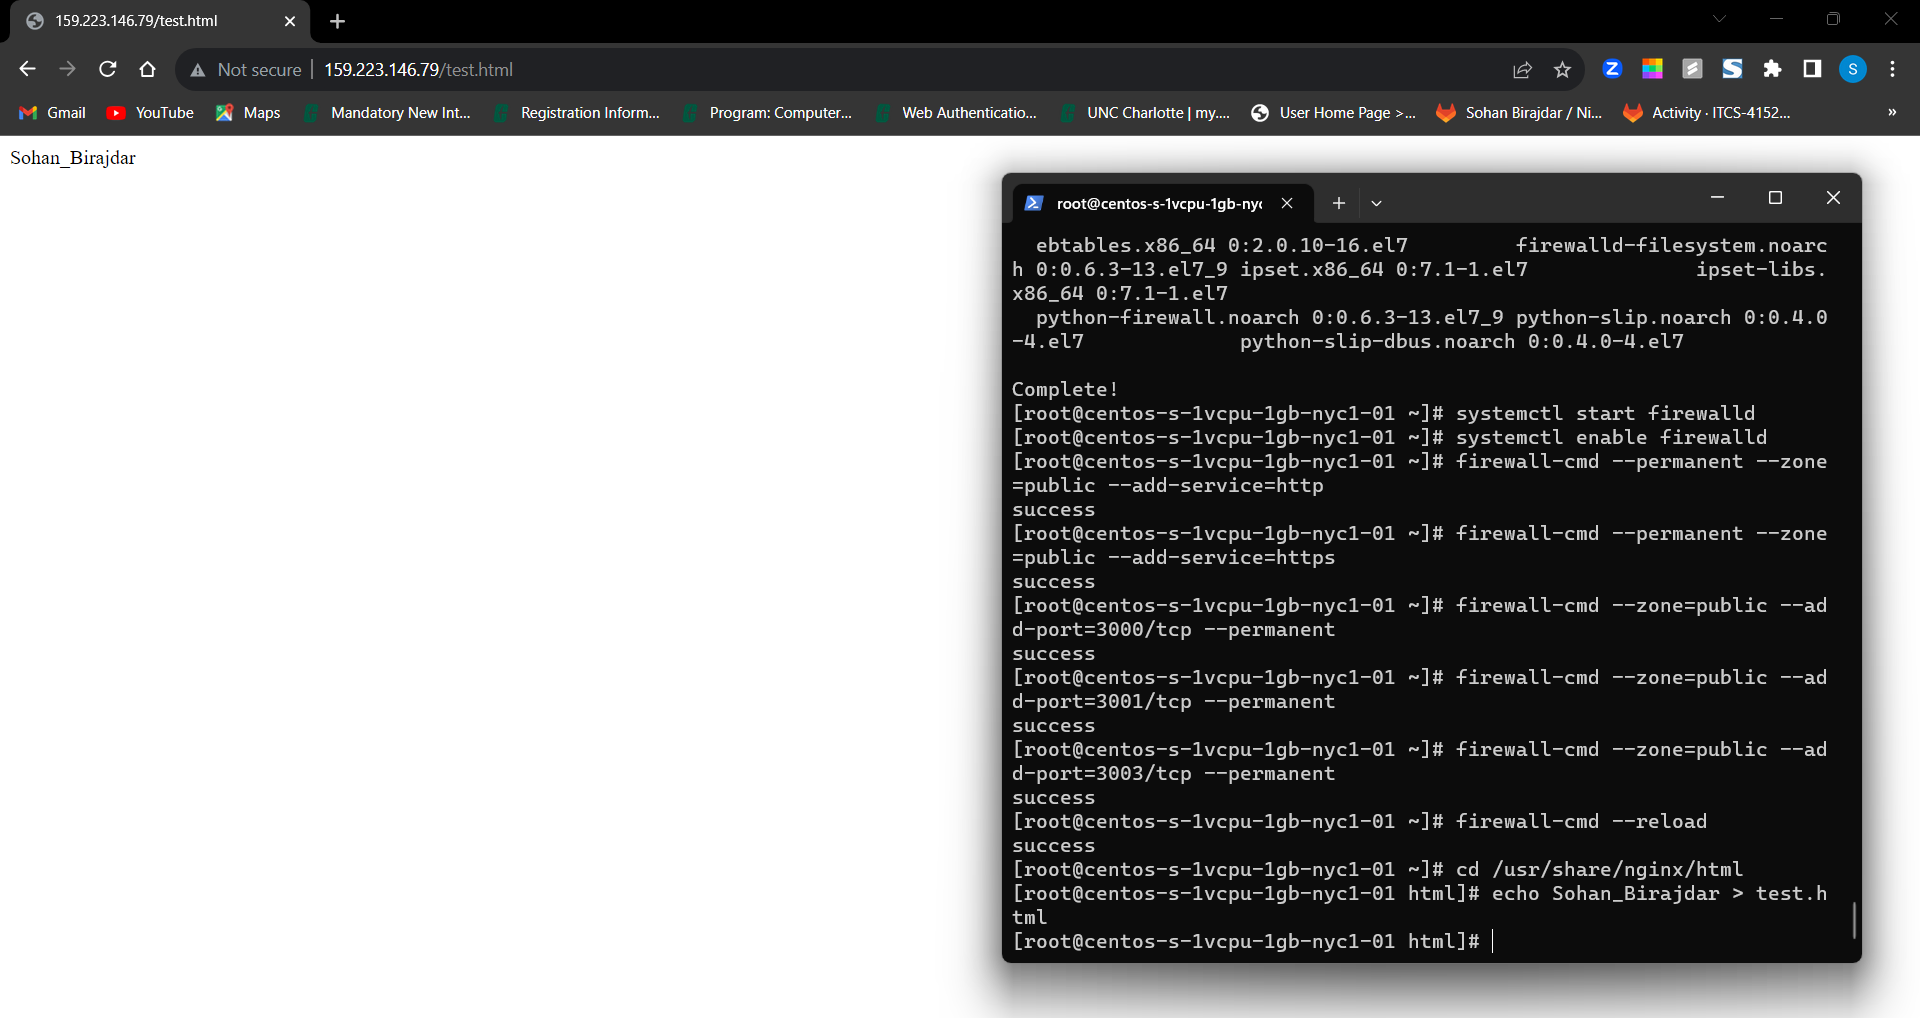 159.223.146.79/test.html
Not secure 159.223.146.79/test.html
Z S S
Gmail YouTube Maps Mandatory New Int... Registration Inform... Program: Computer... Web Authenticatio... UNC Charlotte | my.... User Home Page >... Sohan Birajdar / Ni... Activity · ITCS-4152... »
Sohan_Birajdar
root@centos-s-1vcpu-1gb-nyc
ebtables.x86_64 0:2.0.10-16.el7 firewalld-filesystem.noarc
h 0:0.6.3-13.el7_9 ipset.x86_64 0:7.1-1.el7 ipset-libs.
x86_64 0:7.1-1.el7
python-firewall.noarch 0:0.6.3-13.el7_9 python-slip.noarch 0:0.4.0
-4.el7 python-slip-dbus.noarch 0:0.4.0-4.el7
Complete!
[root@centos-s-1vcpu-1gb-nyc1-01 ~]# systemctl start firewalld
[root@centos-s-1vcpu-1gb-nyc1-01 ~]# systemctl enable firewalld
[root@centos-s-1vcpu-1gb-nyc1-01 ~]# firewall-cmd --permanent --zone
=public --add-service=http
success
[root@centos-s-1vcpu-1gb-nyc1-01 ~]# firewall-cmd --permanent --zone
=public --add-service=https
success
[root@centos-s-1vcpu-1gb-nyc1-01 ~]# firewall-cmd --zone=public --ad
d-port=3000/tcp --permanent
success
[root@centos-s-1vcpu-1gb-nyc1-01 ~]# firewall-cmd --zone=public --ad
d-port=3001/tcp --permanent
success
[root@centos-s-1vcpu-1gb-nyc1-01 ~]# firewall-cmd --zone=public --ad
d-port=3003/tcp --permanent
success
[root@centos-s-1vcpu-1gb-nyc1-01 ~]# firewall-cmd --reload
success
[root@centos-s-1vcpu-1gb-nyc1-01 ~]# cd /usr/share/nginx/html
[root@centos-s-1vcpu-1gb-nyc1-01 html]# echo Sohan_Birajdar > test.h
tml
[root@centos-s-1vcpu-1gb-nyc1-01 html]#